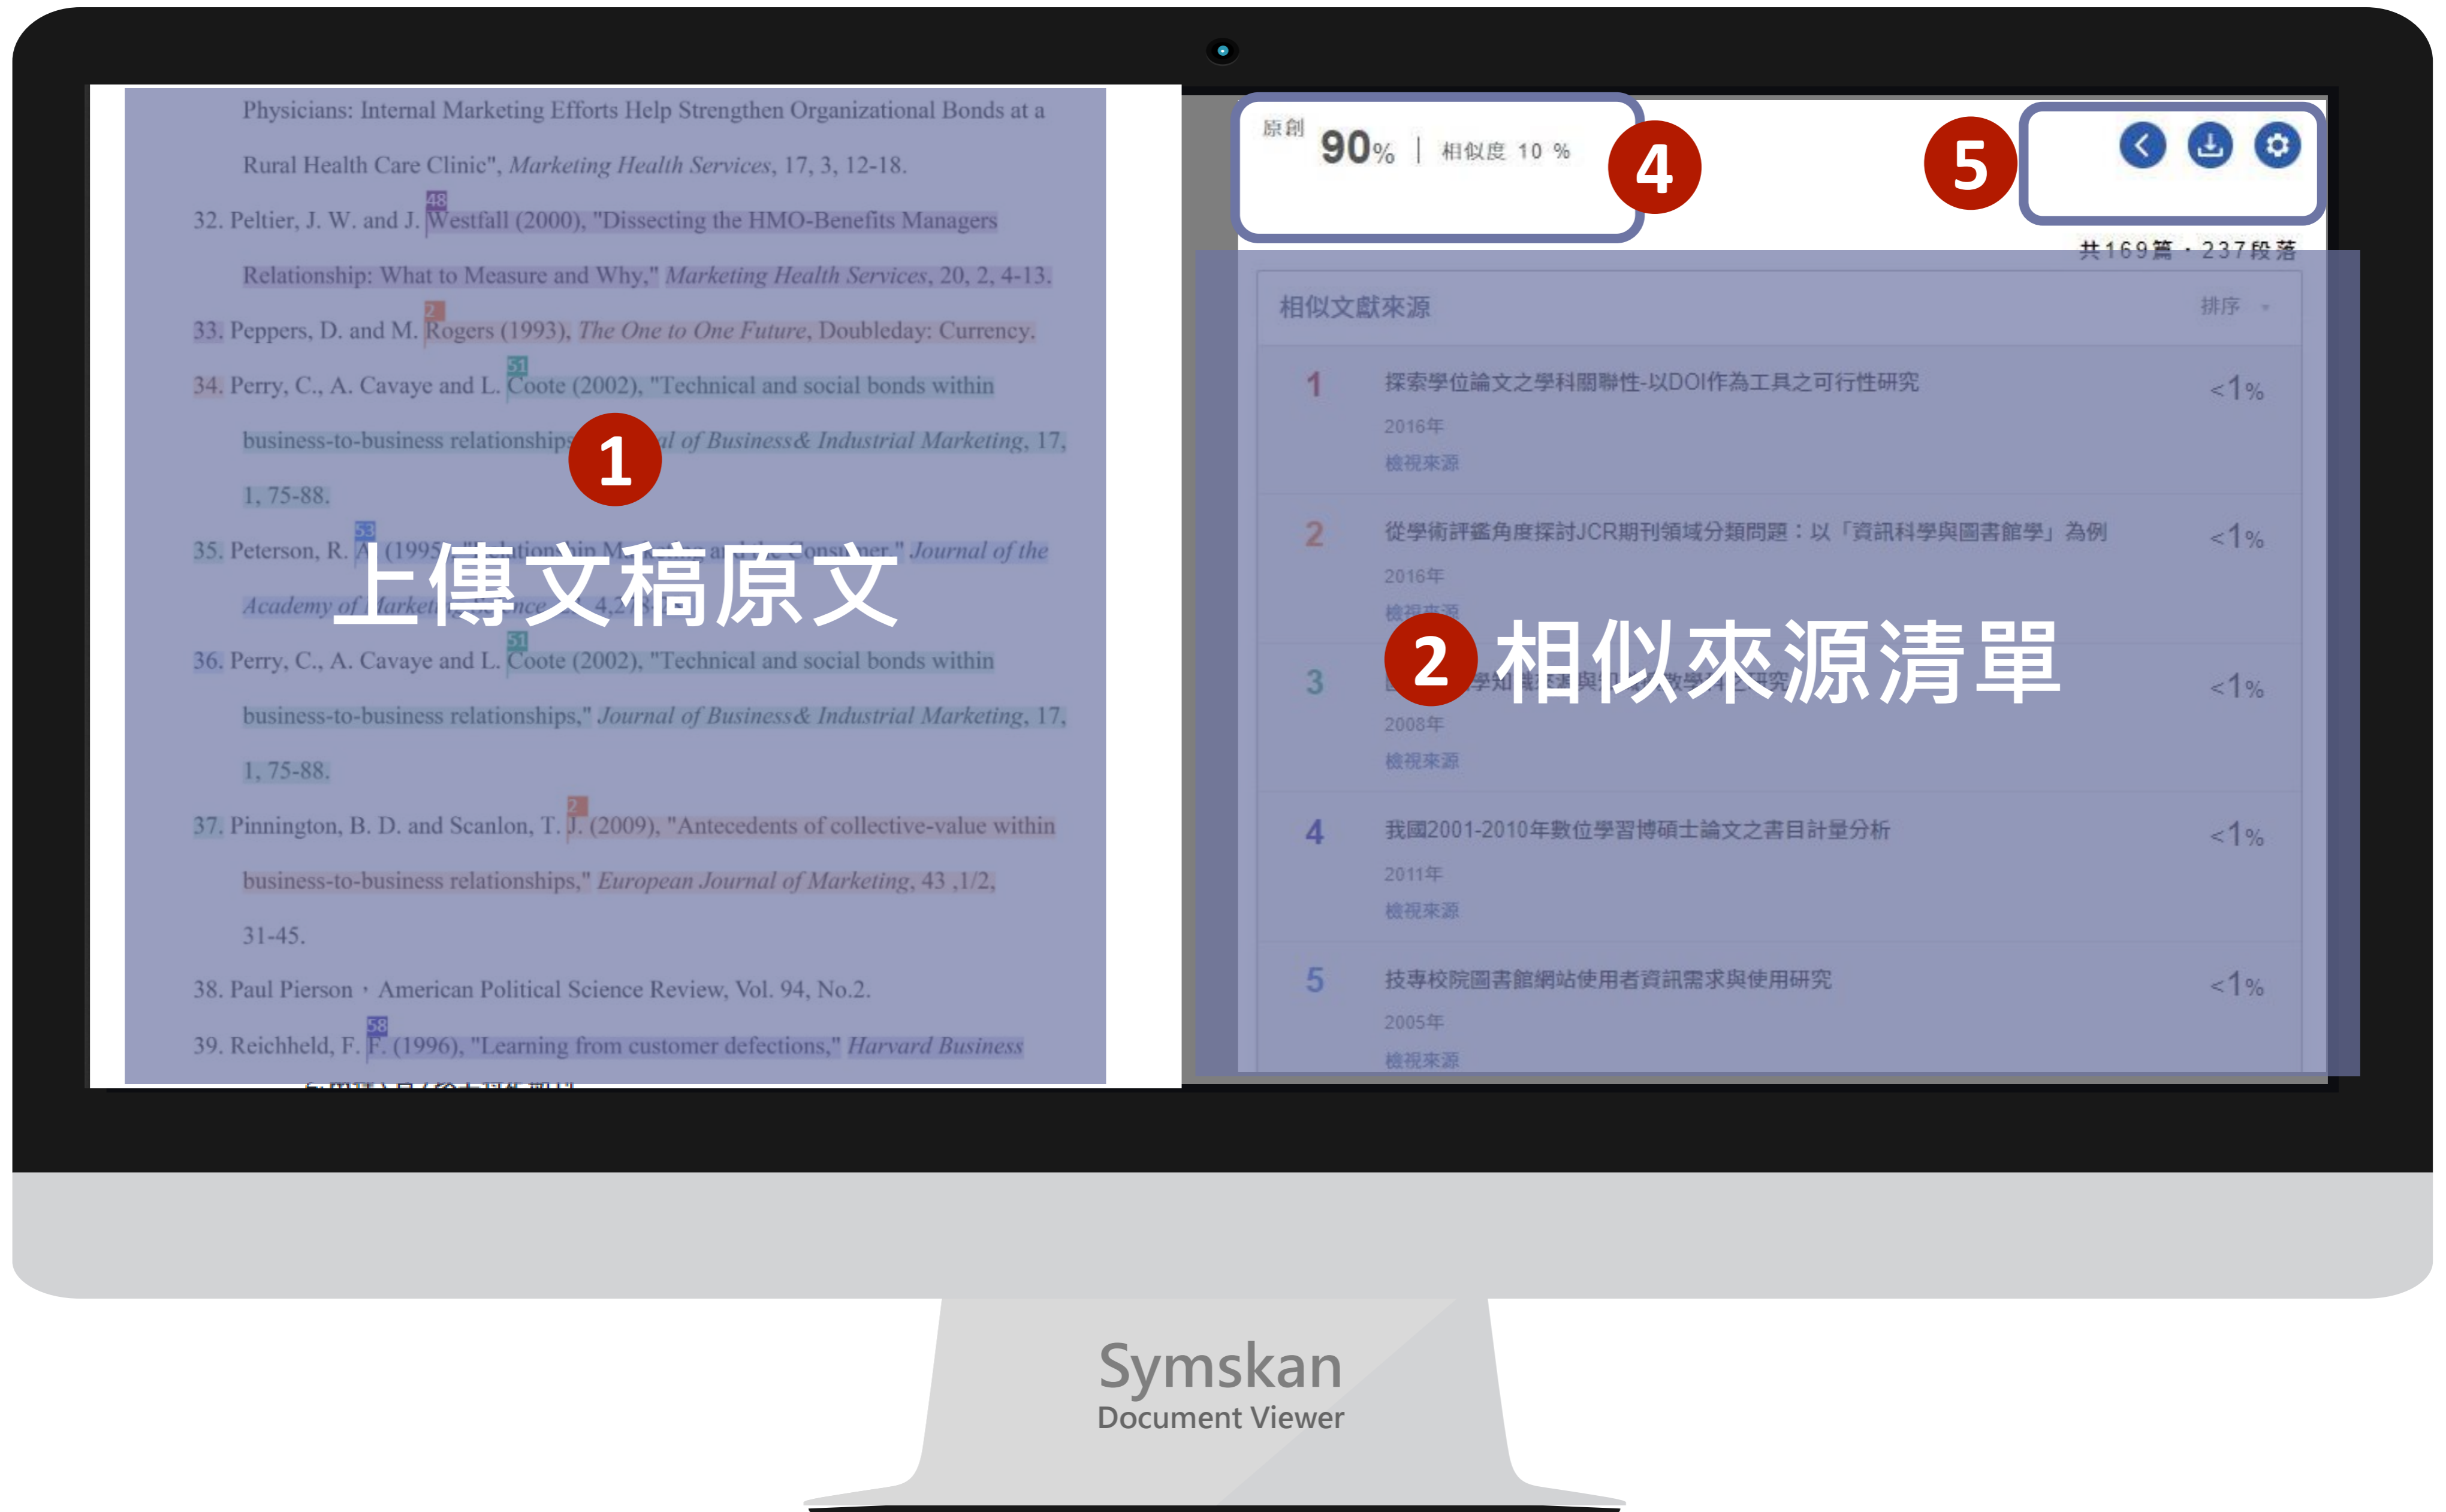 Physicians: Internal Marketing Efforts Help Strengthen Organizational Bonds at a
Rural Health Care Clinic", Marketing Health Services, 17, 3, 12-18.
48
32. Peltier, J. W. and J. Westfall (2000), "Dissecting the HMO-Benefits Managers
Relationship: What to Measure and Why," Marketing Health Services, 20, 2, 4-13.
2
33. Peppers, D. and M. Rogers (1993), The One to One Future, Doubleday: Currency.
51
34. Perry, C., A. Cavaye and L. Coote (2002), "Technical and social bonds within
business-to-business relationships al of Business& Industrial Marketing, 17,
1, 75-88.
1
53
35. Peterson, R. A. (1995 Consumer," Journal of the
Academy of
上傳文稿原文
51
36. Perry, C., A. Cavaye and L. Coote (2002), "Technical and social bonds within
business-to-business relationships," Journal of Business& Industrial Marketing, 17,
1, 75-88.
2
37. Pinnington, B. D. and Scanlon, T. J. (2009), "Antecedents of collective-value within
business-to-business relationships," European Journal of Marketing, 43 ,1/2,
31-45.
38. Paul Pierson，American Political Science Review, Vol. 94, No.2.
58
39. Reichheld, F. F. (1996), "Learning from customer defections," Harvard Business
原創 90% | 相似度 10 %
4
5
共169篇．237段落
相似文獻來源 排序
1 探索學位論文之學科關聯性-以DOI作為工具之可行性研究 <1%
2016年
檢視來源
2 從學術評鑑角度探討JCR期刊領域分類問題：以「資訊科學與圖書館學」為例 <1%
2016年
檢視來源
2 相似來源清單
3 <1%
2008年
檢視來源
4 我國2001-2010年數位學習博碩士論文之書目計量分析 <1%
2011年
檢視來源
5 技專校院圖書館網站使用者資訊需求與使用研究 <1%
2005年
檢視來源
Symskan
Document Viewer